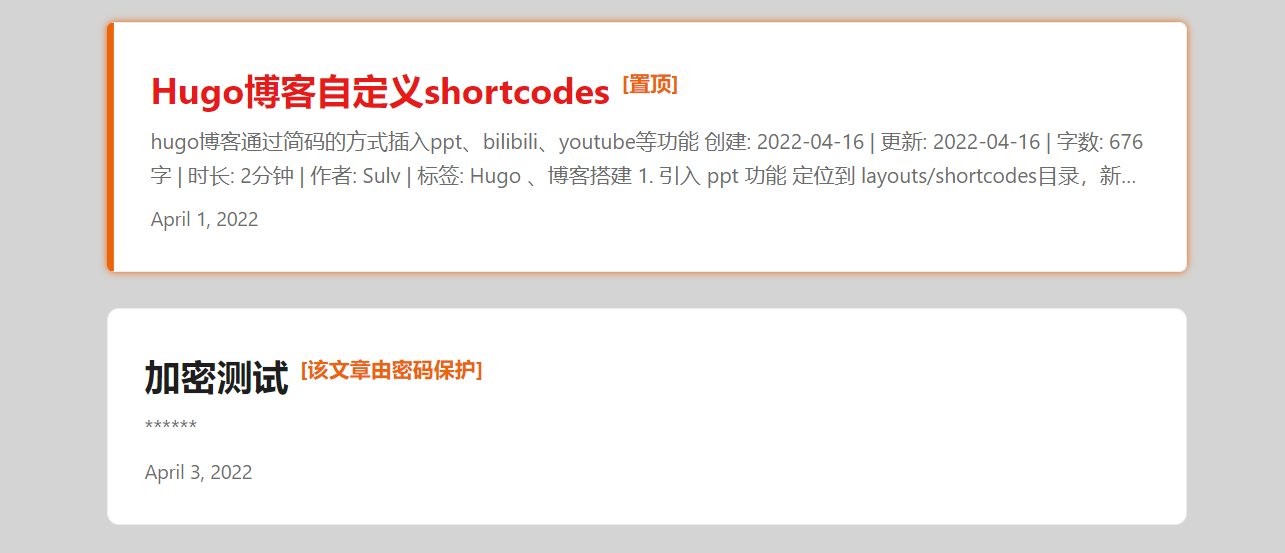 Hugo博客自定义shortcodes [置顶]
hugo博客通过简码的方式插入ppt、bilibili、youtube等功能 创建: 2022-04-16 | 更新: 2022-04-16 | 字数: 676
字 | 时长: 2分钟 | 作者: Sulv | 标签: Hugo 、博客搭建 1. 引入 ppt 功能 定位到 layouts/shortcodes目录，新...
April 1, 2022
加密测试 [该文章由密码保护]
******
April 3, 2022